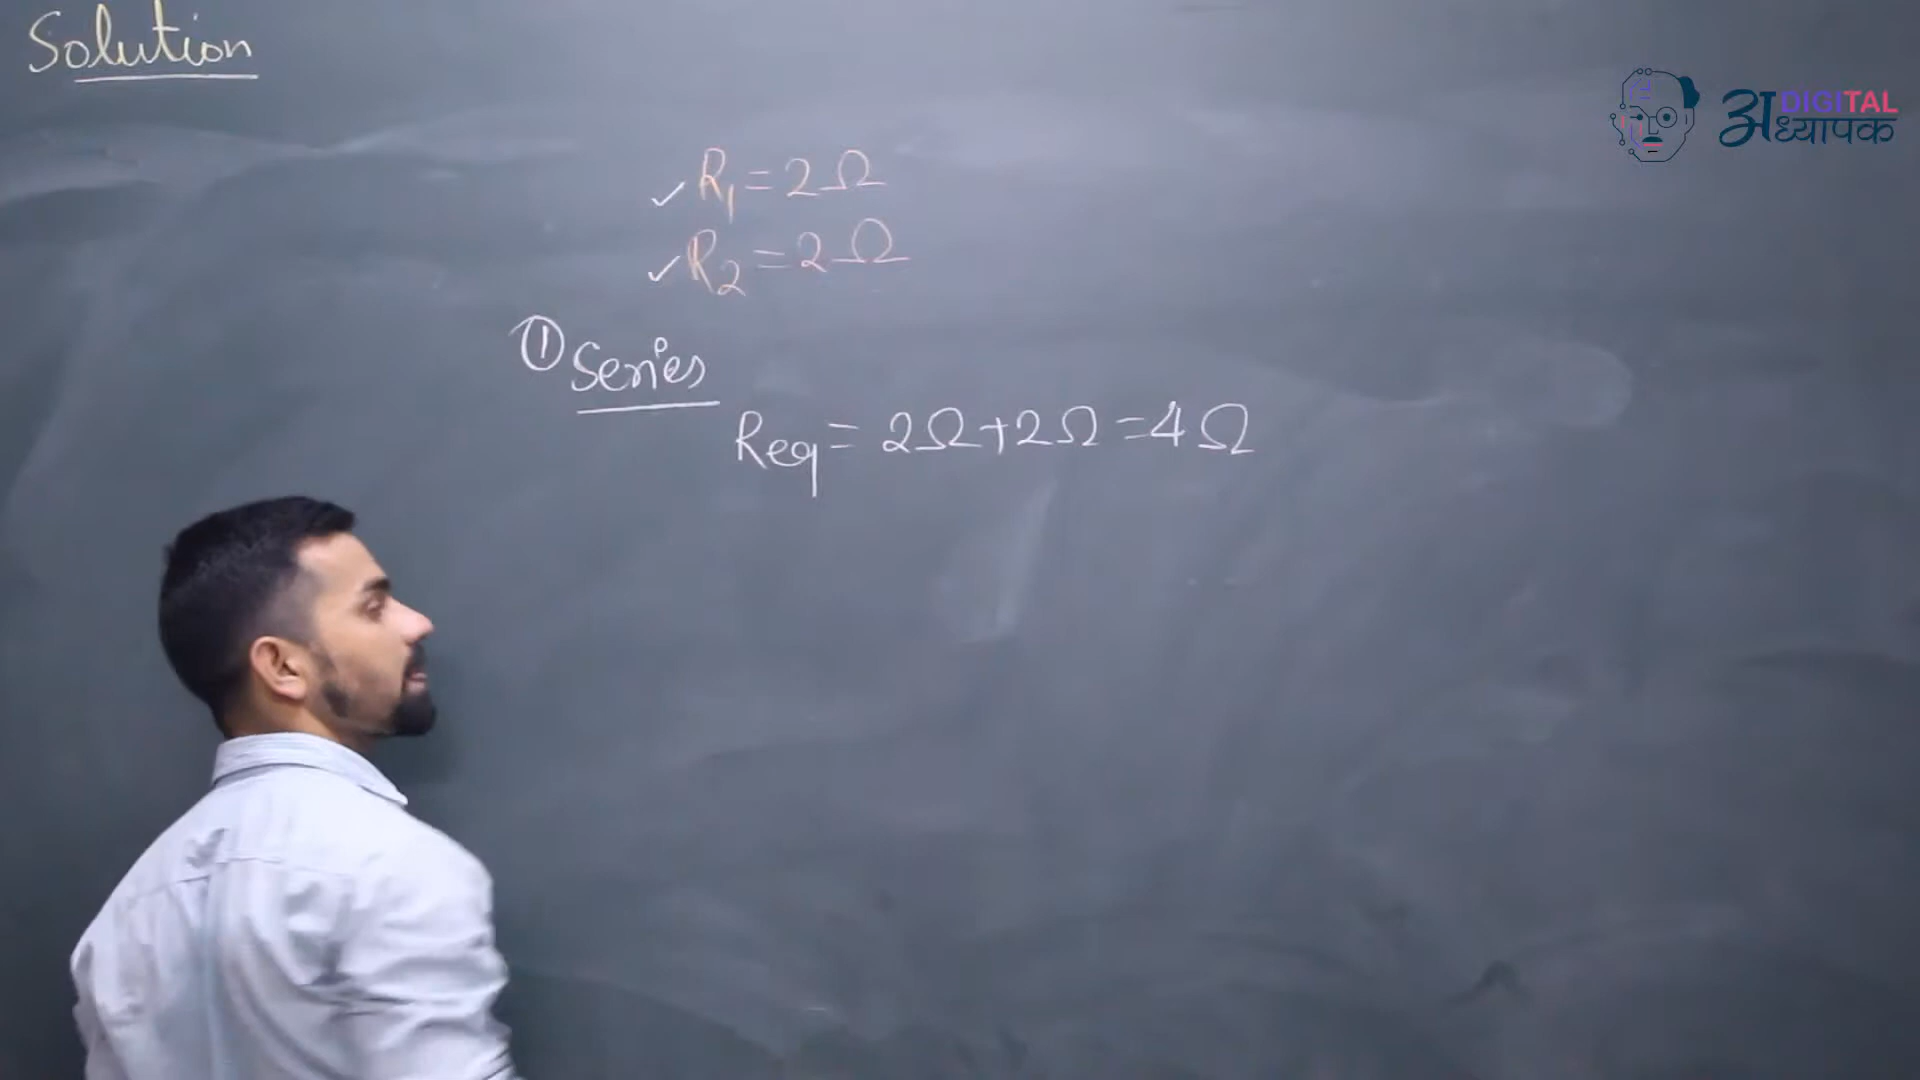 Solution
DIGITAL
अध्यापक
✓ R₁ = 2Ω
✓ R₂ = 2Ω
① Series
Req = 2Ω + 2Ω = 4Ω